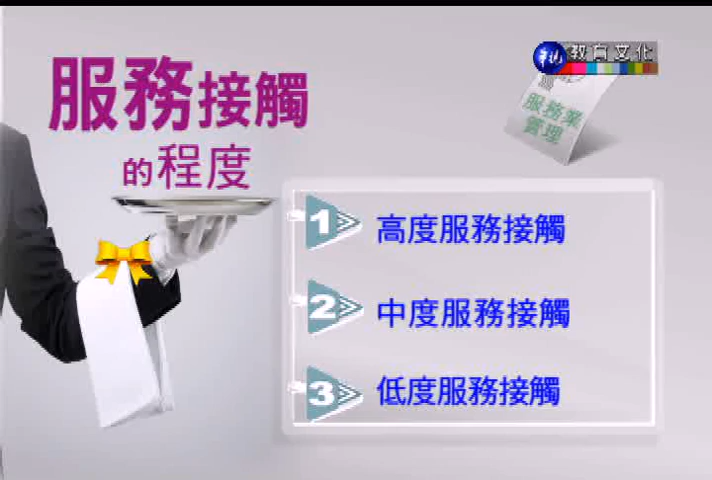 服務接觸
的程度
教育文化
服務業
管理
1 高度服務接觸
2 中度服務接觸
3 低度服務接觸